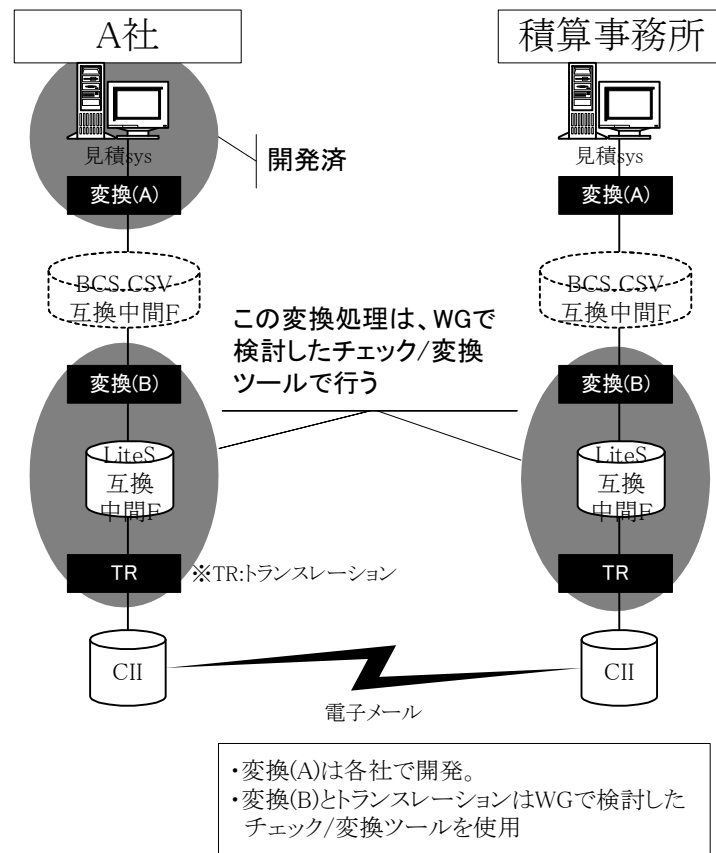 A社
積算事務所
見積sys
見積sys
開発済
変換(A)
変換(A)
BCS.CSV
互換中間F
BCS.CSV
互換中間F
この変換処理は、WGで
検討したチェック/変換
ツールで行う
変換(B)
変換(B)
LiteS
互換
中間F
LiteS
互換
中間F
TR
※TR:トランスレーション
TR
CII
CII
電子メール
・変換(A)は各社で開発。
・変換(B)とトランスレーションはWGで検討した
チェック/変換ツールを使用